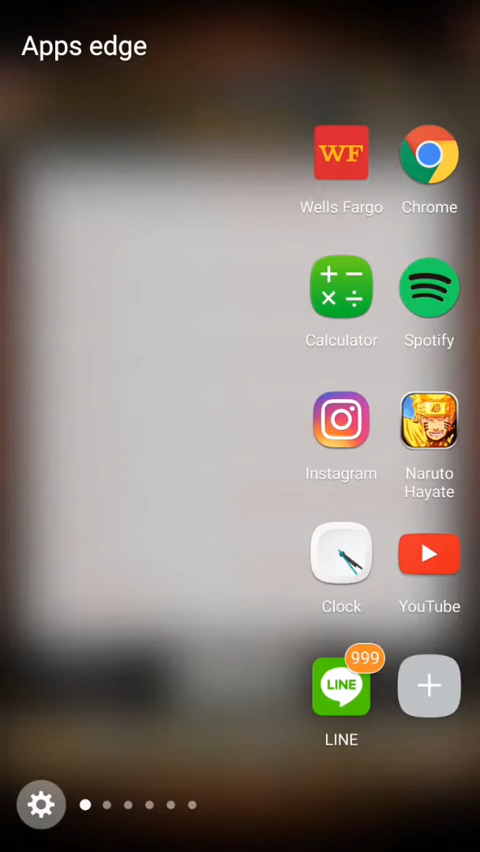 Apps edge
WF
Wells Fargo
Chrome
Calculator
Spotify
Instagram
Naruto
Hayate
Clock
YouTube
999
LINE
LINE